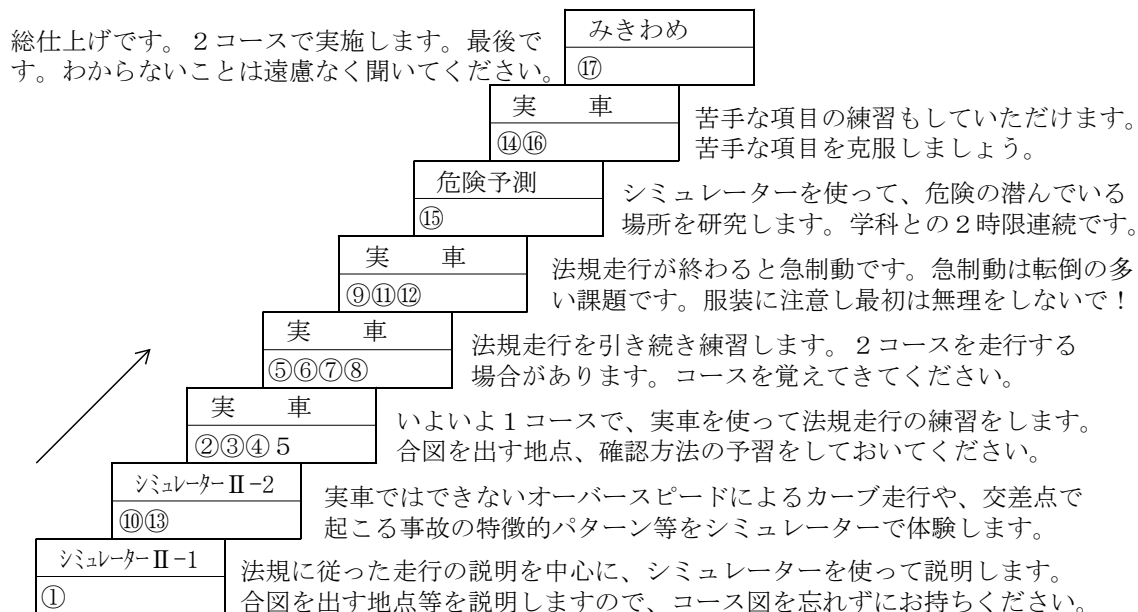 総仕上げです。２コースで実施します。最後で
す。わからないことは遠慮なく聞いてください。
みきわめ
⑰
実　　車
⑭⑯
苦手な項目の練習もしていただけます。
苦手な項目を克服しましょう。
危険予測
⑮
シミュレーターを使って、危険の潜んでいる
場所を研究します。学科との２時限連続です。
実　　車
⑨⑪⑫
法規走行が終わると急制動です。急制動は転倒の多
い課題です。服装に注意し最初は無理をしないで！
実　　車
⑤⑥⑦⑧
法規走行を引き続き練習します。２コースを走行する
場合があります。コースを覚えてきてください。
実　　車
②③④５
いよいよ１コースで、実車を使って法規走行の練習をします。
合図を出す地点、確認方法の予習をしておいてください。
ｼﾐｭﾚｰﾀｰⅡ−2
⑩⑬
実車ではできないオーバースピードによるカーブ走行や、交差点で
起こる事故の特徴的パターン等をシミュレーターで体験します。
ｼﾐｭﾚｰﾀｰⅡ−1
①
法規に従った走行の説明を中心に、シミュレーターを使って説明します。
合図を出す地点等を説明しますので、コース図を忘れずにお持ちください。